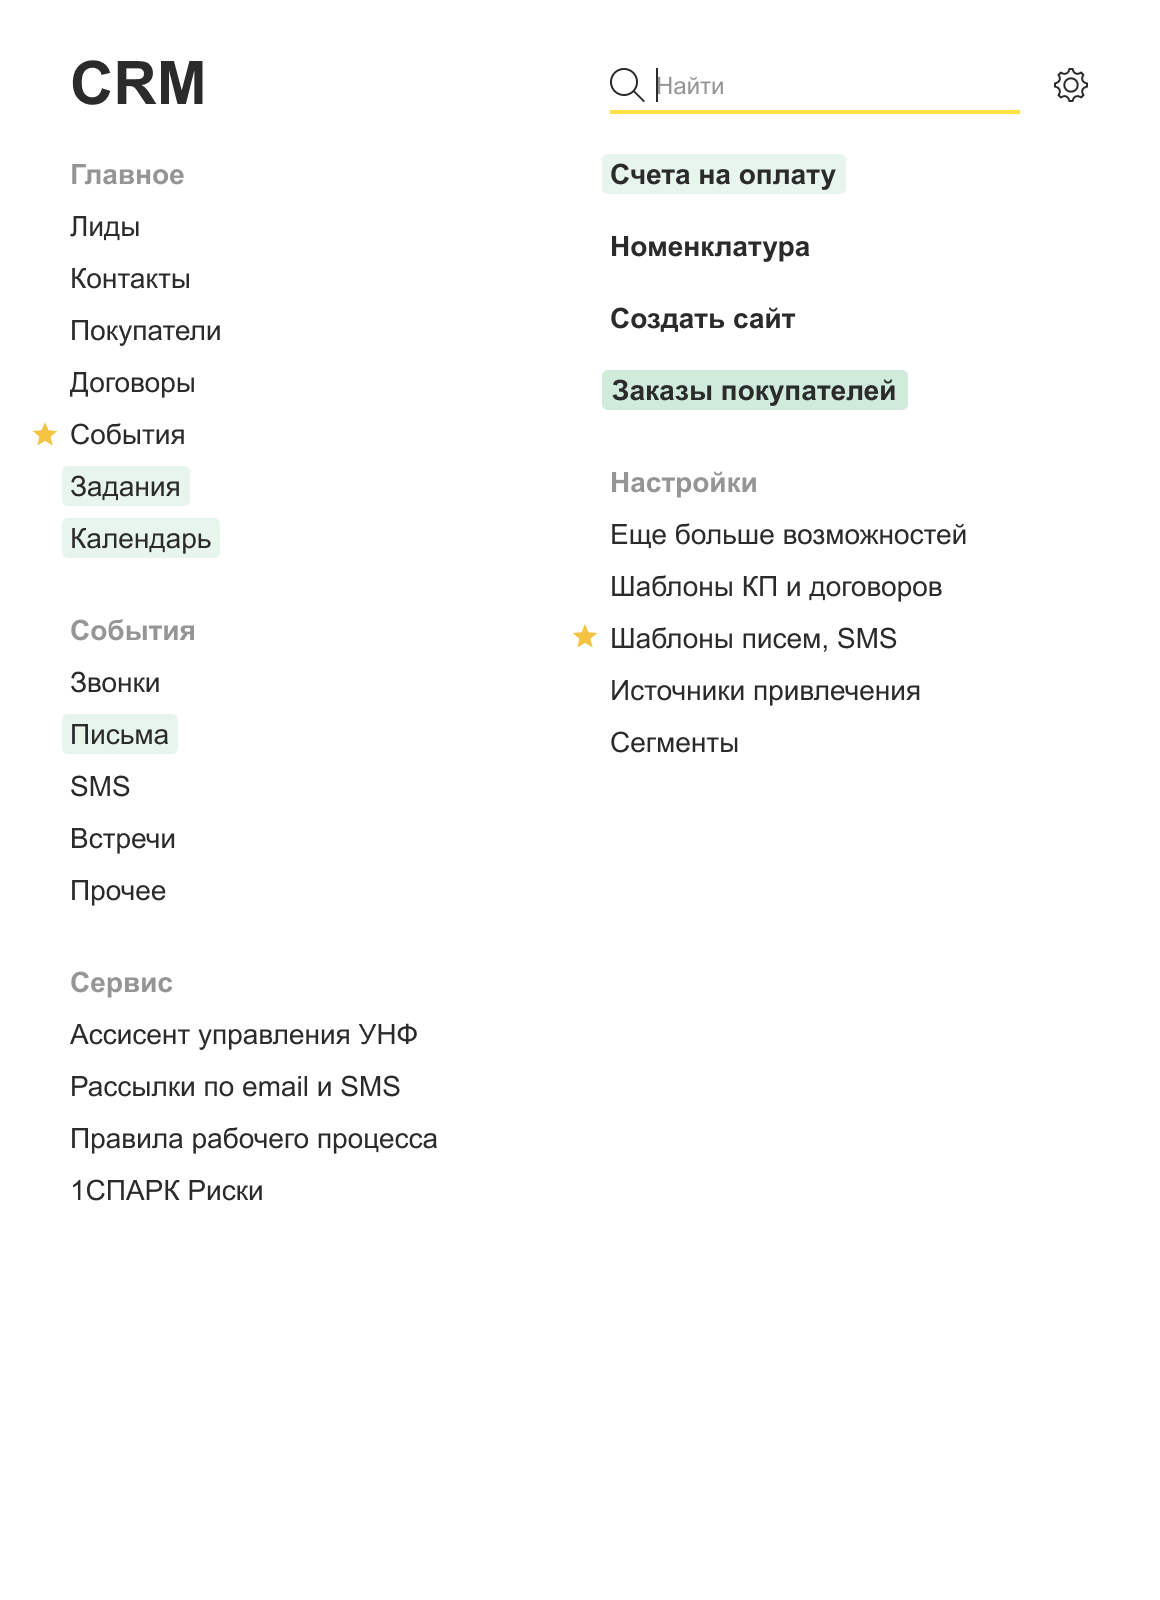 CRM
Найти
Главное
Лиды
Контакты
Покупатели
Договоры
События
Задания
Календарь
События
Звонки
Письма
SMS
Встречи
Прочее
Сервис
Ассисент управления УНФ
Рассылки по email и SMS
Правила рабочего процесса
1СПАРК Риски
Счета на оплату
Номенклатура
Создать сайт
Заказы покупателей
Настройки
Еще больше возможностей
Шаблоны КП и договоров
Шаблоны писем, SMS
Источники привлечения
Сегменты